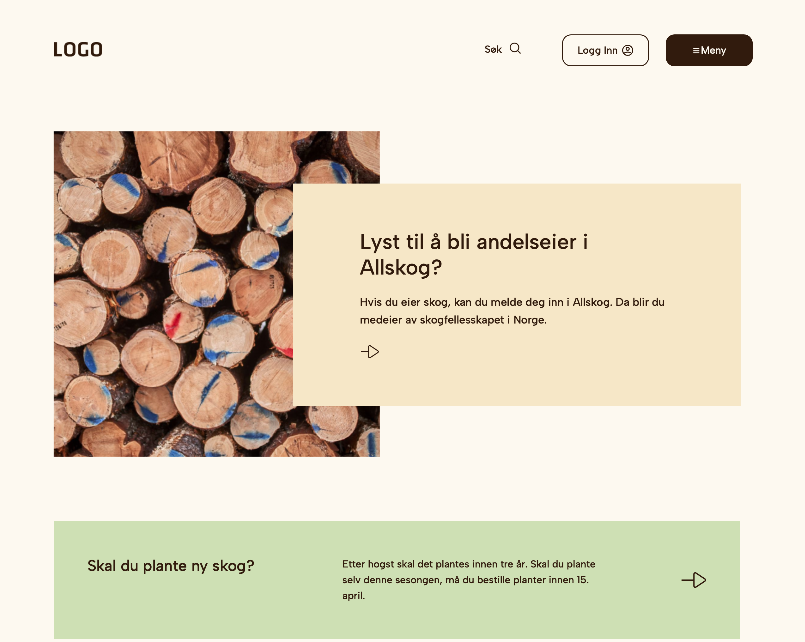 LOGO
Søk
Logg Inn
Meny
Lyst til å bli andelseier i
Allskog?
Hvis du eier skog, kan du melde deg inn i Allskog. Da blir du
medeier av skogfellesskapet i Norge.
Skal du plante ny skog?
Etter hogst skal det plantes innen tre år. Skal du plante
selv denne sesongen, må du bestille planter innen 15.
april.